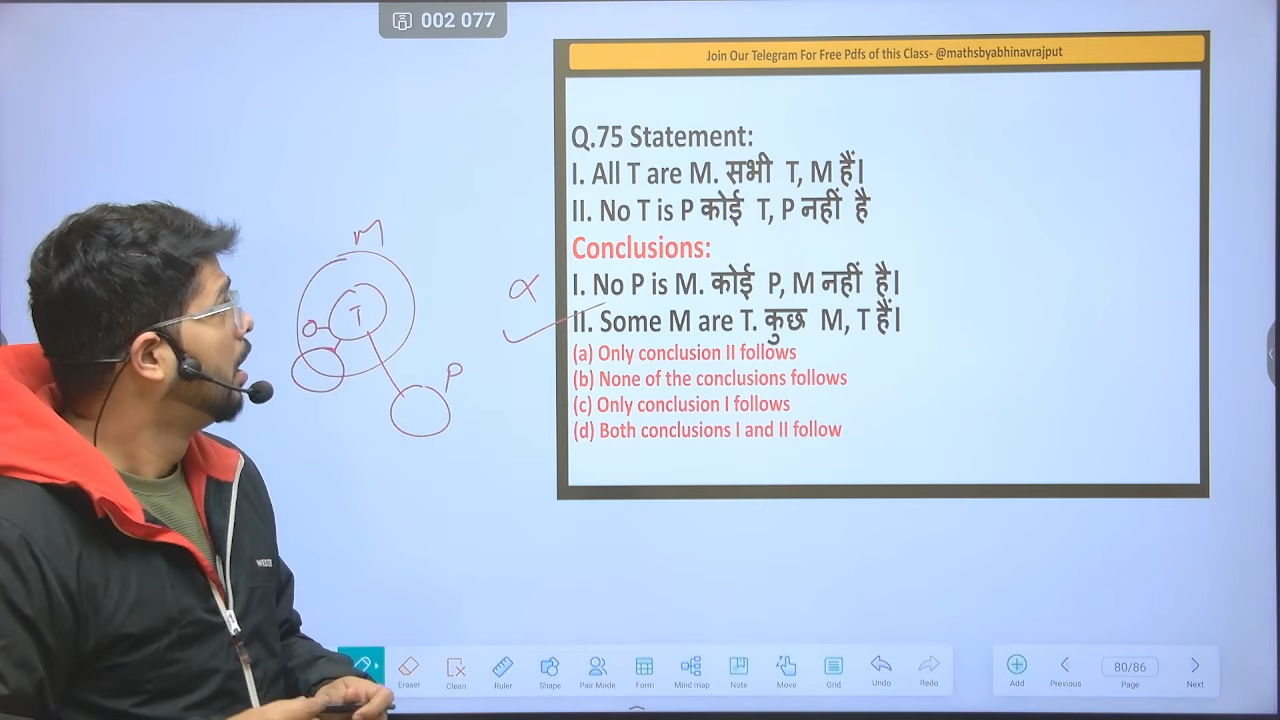 002 077
Join Our Telegram For Free Pdfs of this Class- @mathsbyabhinavrajput
Q.75 Statement:
I. All T are M. सभी T, M हैं।
II. No T is P कोई T, P नहीं है
Conclusions:
I. No P is M. कोई P, M नहीं है।
II. Some M are T. कुछ M, T हैं।
(a) Only conclusion II follows
(b) None of the conclusions follows
(c) Only conclusion I follows
(d) Both conclusions I and II follow
M
T
P
Eraser
Clean
Ruler
Shape
Pair Mode
Form
Mind map
Note
Move
Grid
Undo
Redo
Add
Previous
80/86
Page
Next